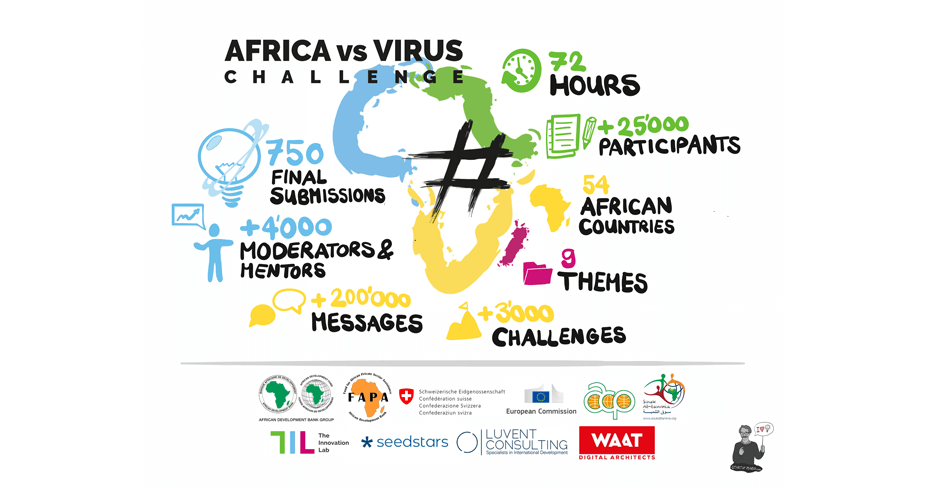 AFRICA vs VIRUS
CHALLENGE
72
HOURS
+25'000
PARTICIPANTS
750
FINAL
SUBMISSIONS
54
AFRICAN
COUNTRIES
#
+4'000
MODERATORS &
MENTORS
9
THEMES
+200'000
MESSAGES
+3'000
CHALLENGES
AFRICAN DEVELOPMENT BANK GROUP
FAPA
Schweizerische Eidgenossenschaft
Confédération suisse
Confederazione Svizzera
Confederaziun svizra
European Commission
acp
TIL
The
Innovation
Lab
seedstars
LUVENT
CONSULTING
Specialists in International Development
WAAT
DIGITAL ARCHITECTS